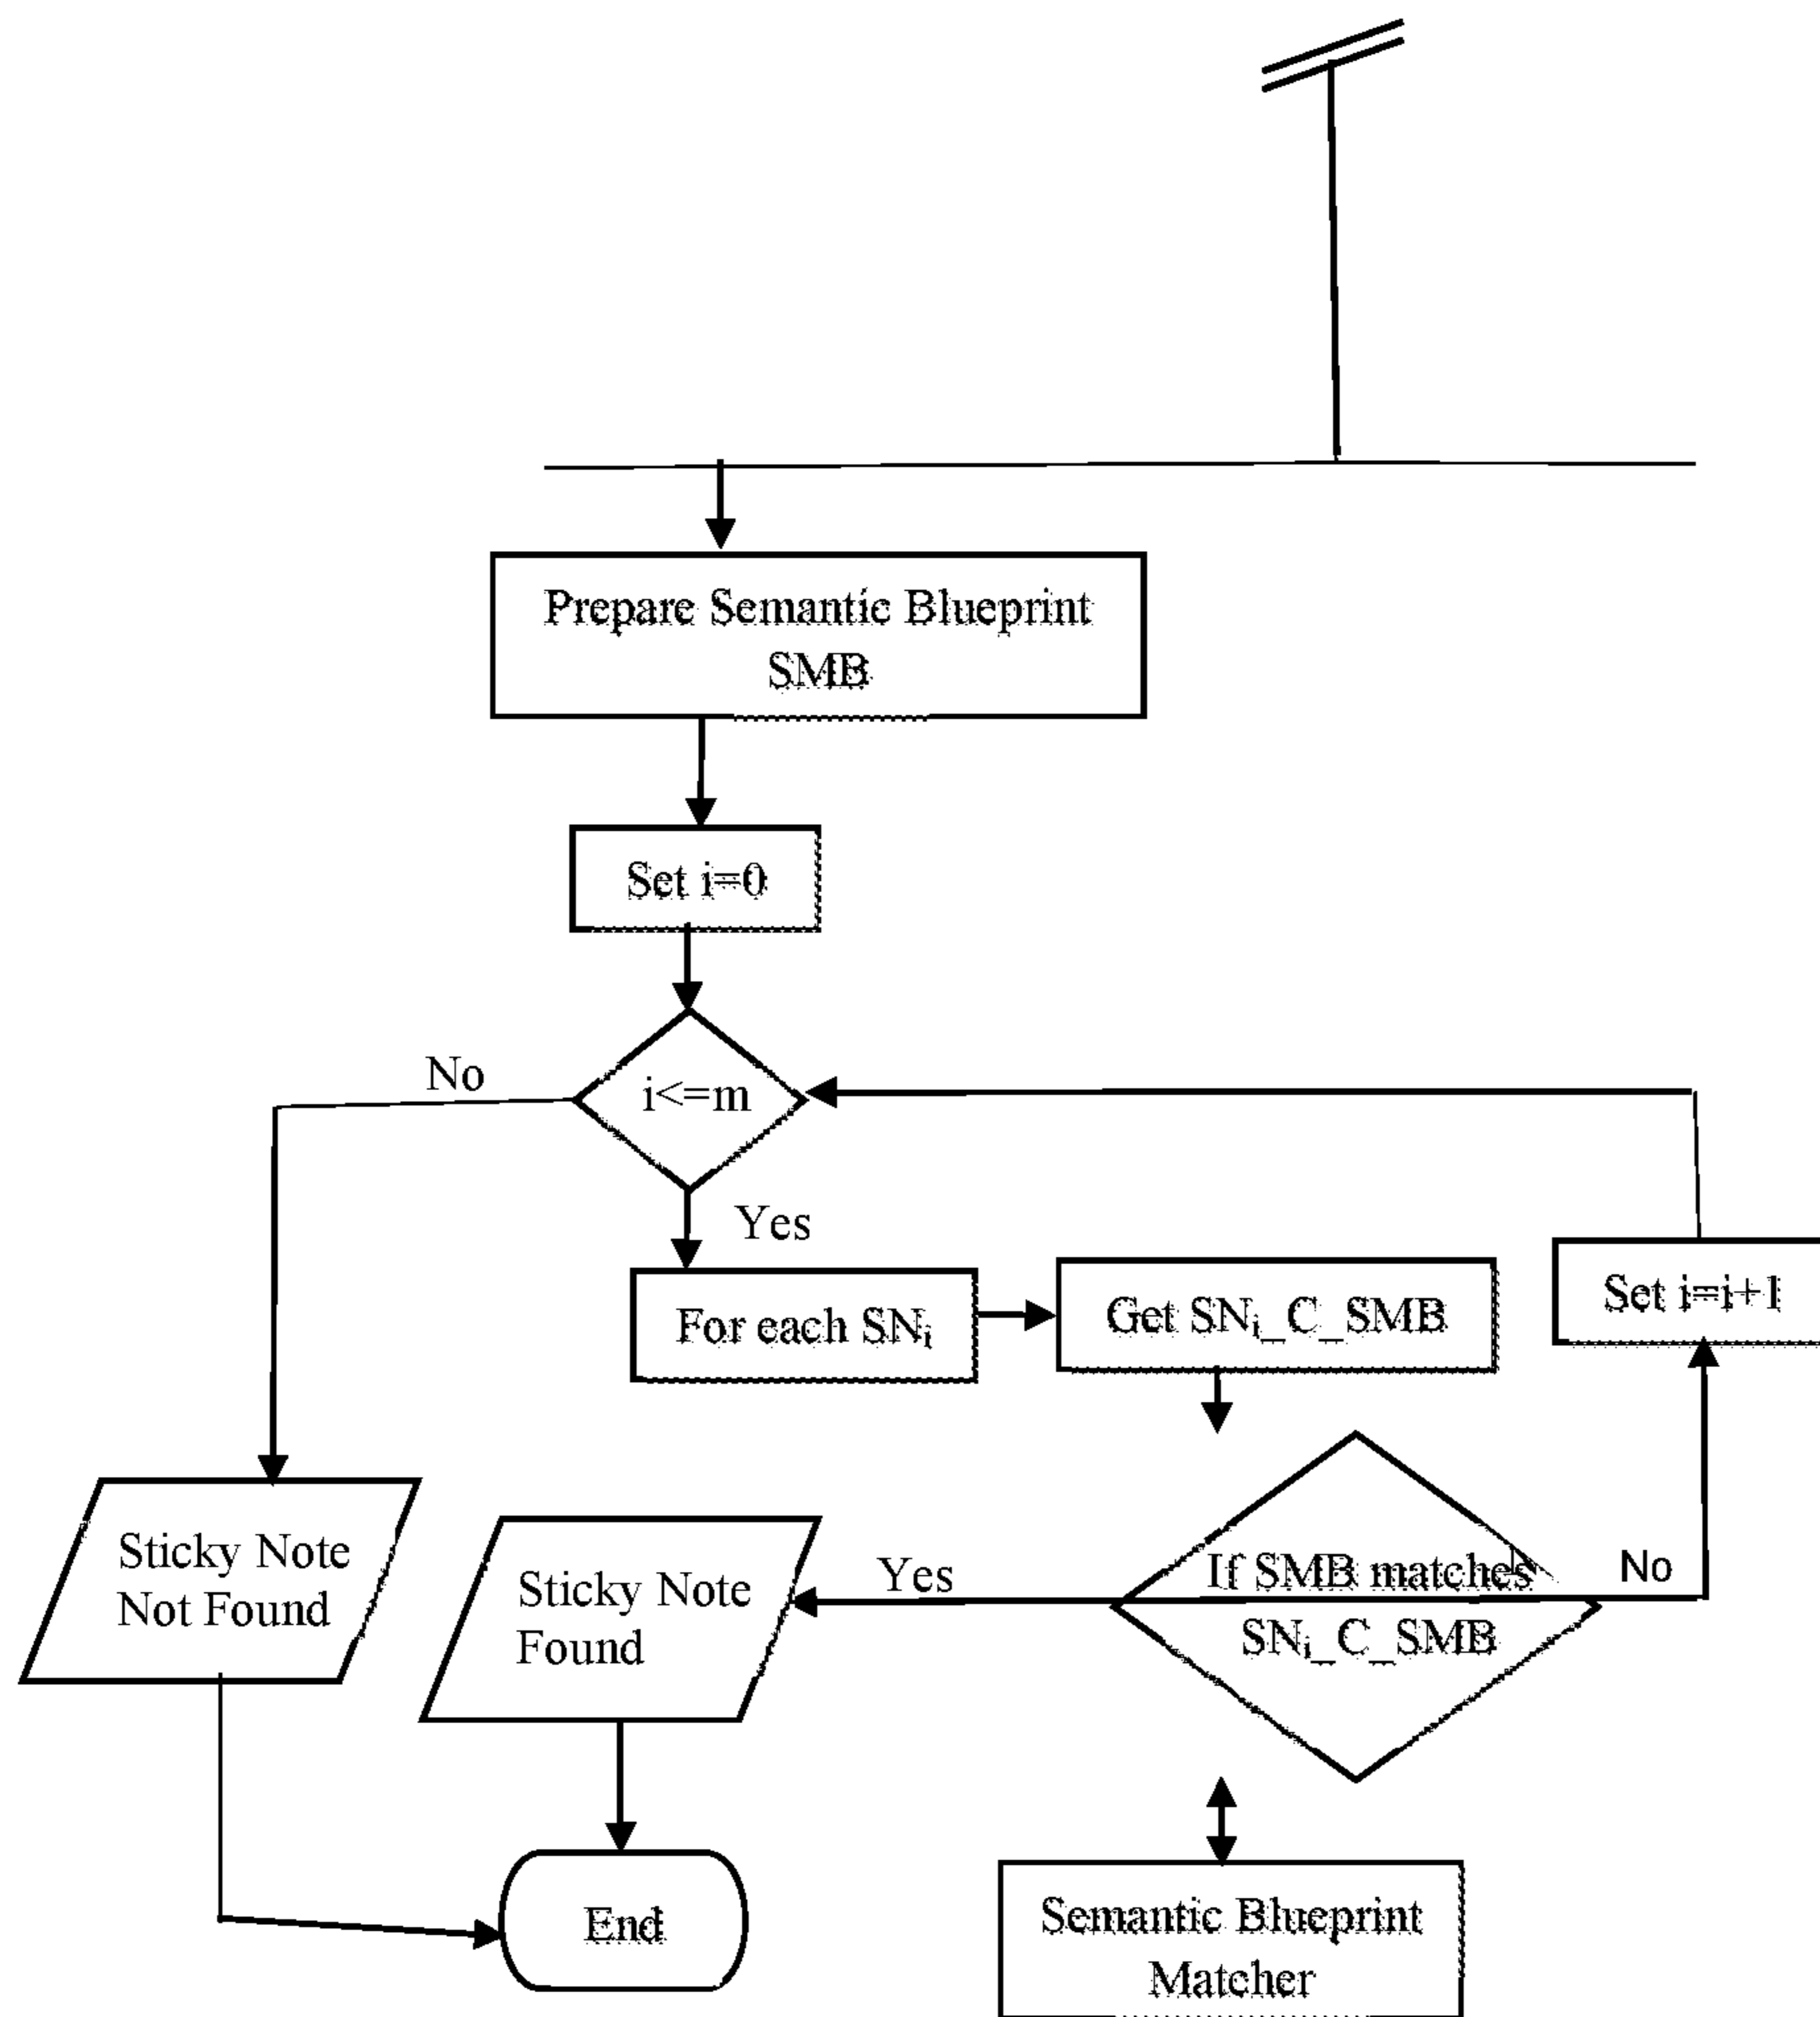 Prepare Semantic Blueprint
SMB
Set i=0
i<=m
No
Yes
For each SNᵢ
Get SNᵢ_C_SMB
Set i=i+1
Sticky Note
Not Found
Sticky Note
Found
Yes
If SMB matches
SNᵢ_C_SMB
No
End
Semantic Blueprint
Matcher